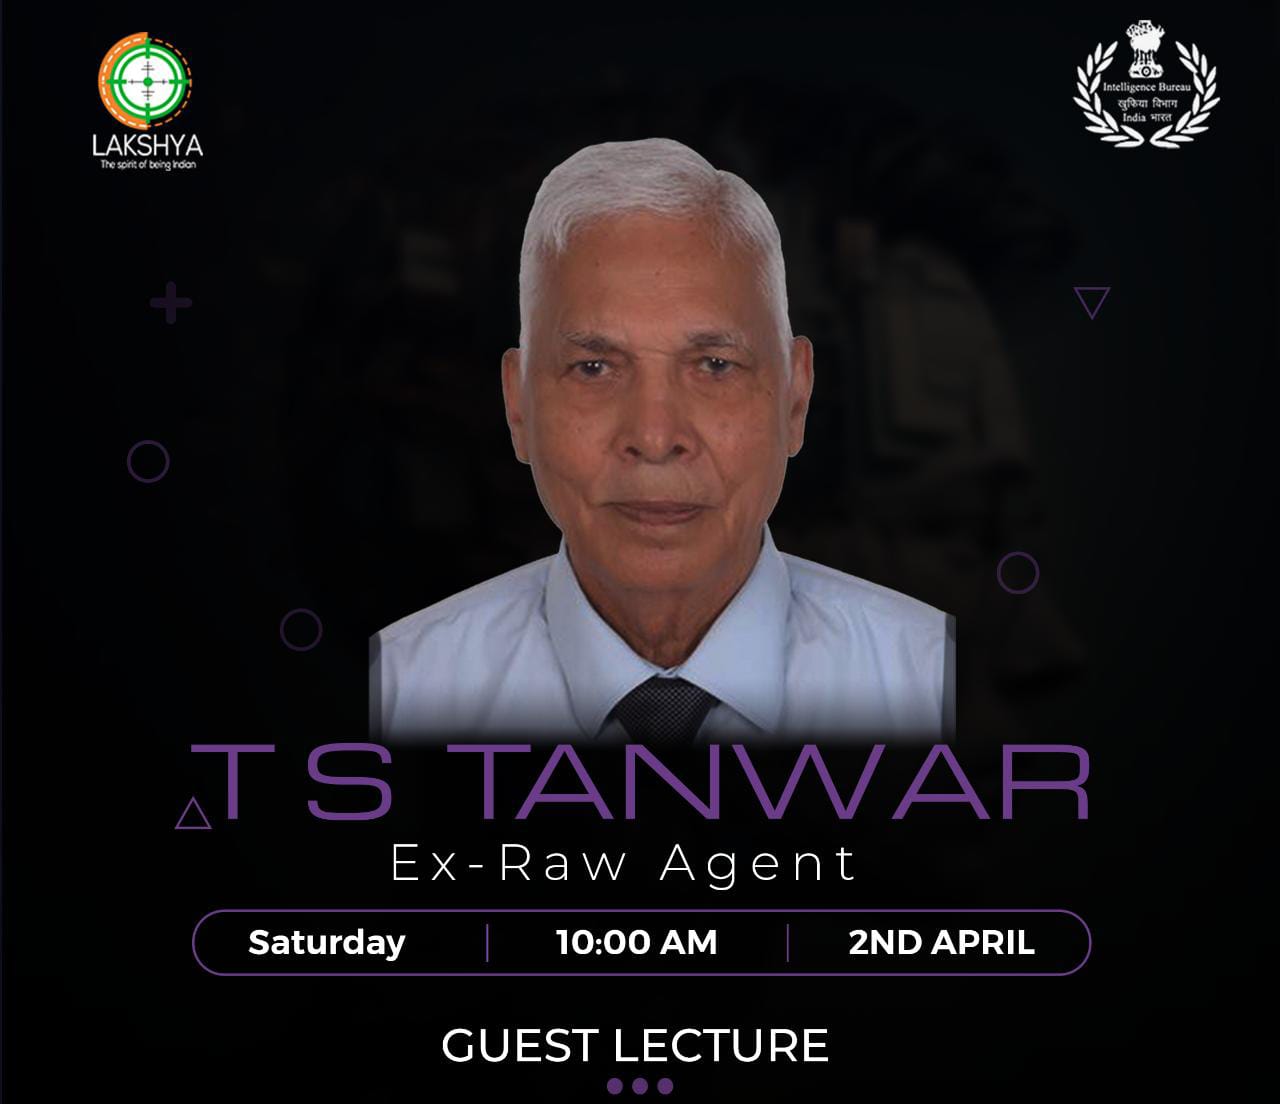 LAKSHYA
The spirit of being Indian
Intelligence Bureau
खुफिया विभाग
India भारत
T S TANWAR
Ex-Raw Agent
Saturday | 10:00 AM | 2ND APRIL
GUEST LECTURE